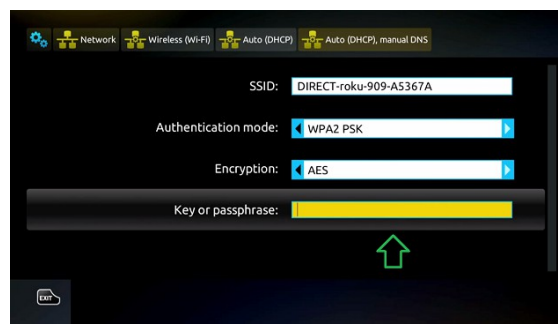 Network Wireless (Wi-Fi) Auto (DHCP) Auto (DHCP), manual DNS
SSID: DIRECT-roku-909-A5367A
Authentication mode: WPA2 PSK
Encryption: AES
Key or passphrase:
EXIT